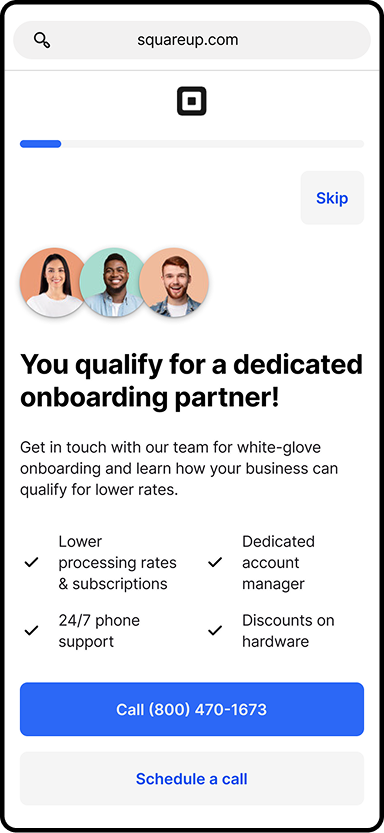 squareup.com
Skip
You qualify for a dedicated
onboarding partner!
Get in touch with our team for white-glove
onboarding and learn how your business can
qualify for lower rates.
Lower
processing rates
& subscriptions
Dedicated
account
manager
24/7 phone
support
Discounts on
hardware
Call (800) 470-1673
Schedule a call